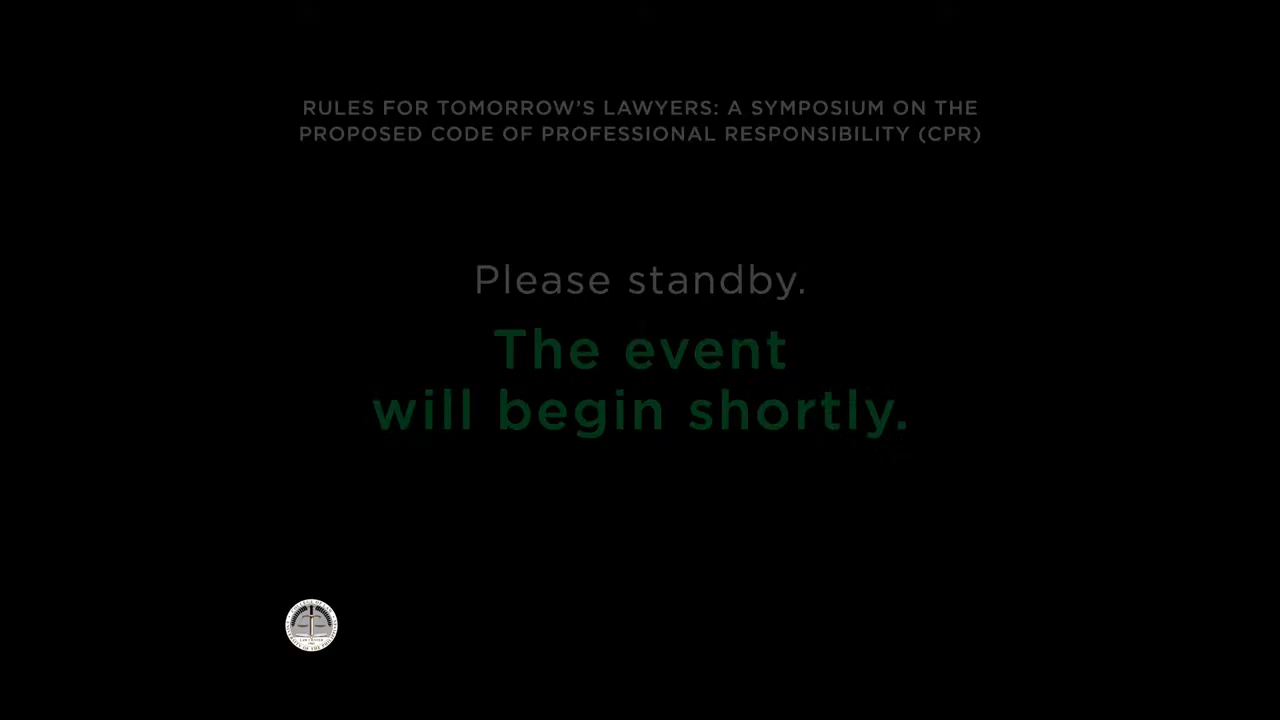 RULES FOR TOMORROW’S LAWYERS: A SYMPOSIUM ON THE
PROPOSED CODE OF PROFESSIONAL RESPONSIBILITY (CPR)
Please standby.
The event
will begin shortly.